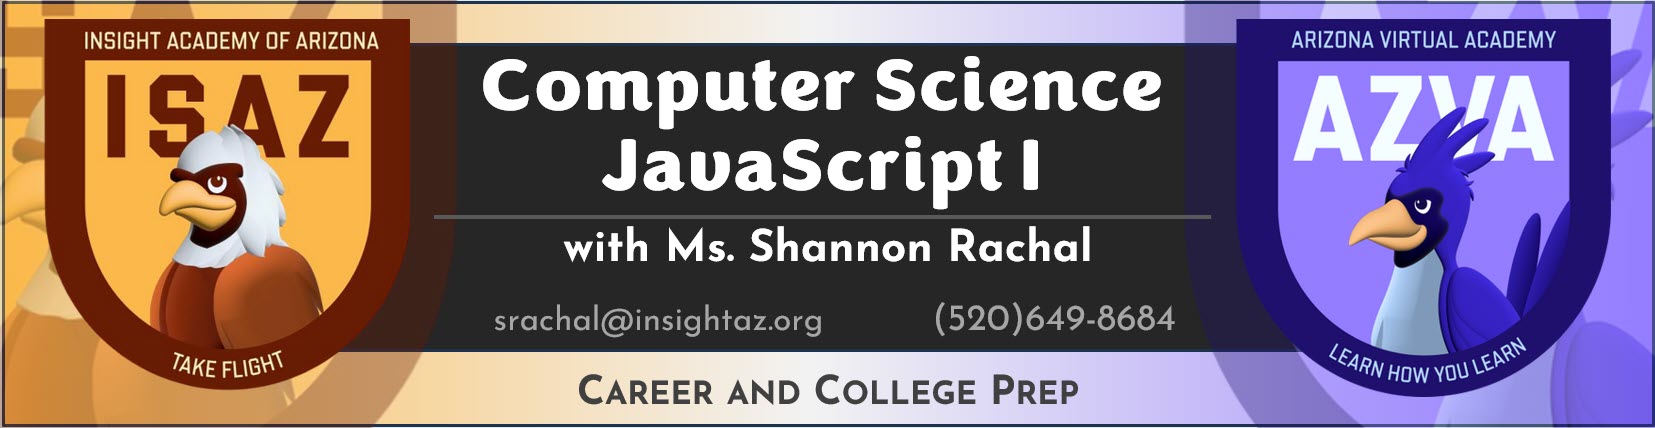 INSIGHT ACADEMY OF ARIZONA
ISAZ
TAKE FLIGHT
Computer Science
JavaScript I
with Ms. Shannon Rachal
srachal@insightaz.org (520)649-8684
CAREER AND COLLEGE PREP
ARIZONA VIRTUAL ACADEMY
AZVA
LEARN HOW YOU LEARN